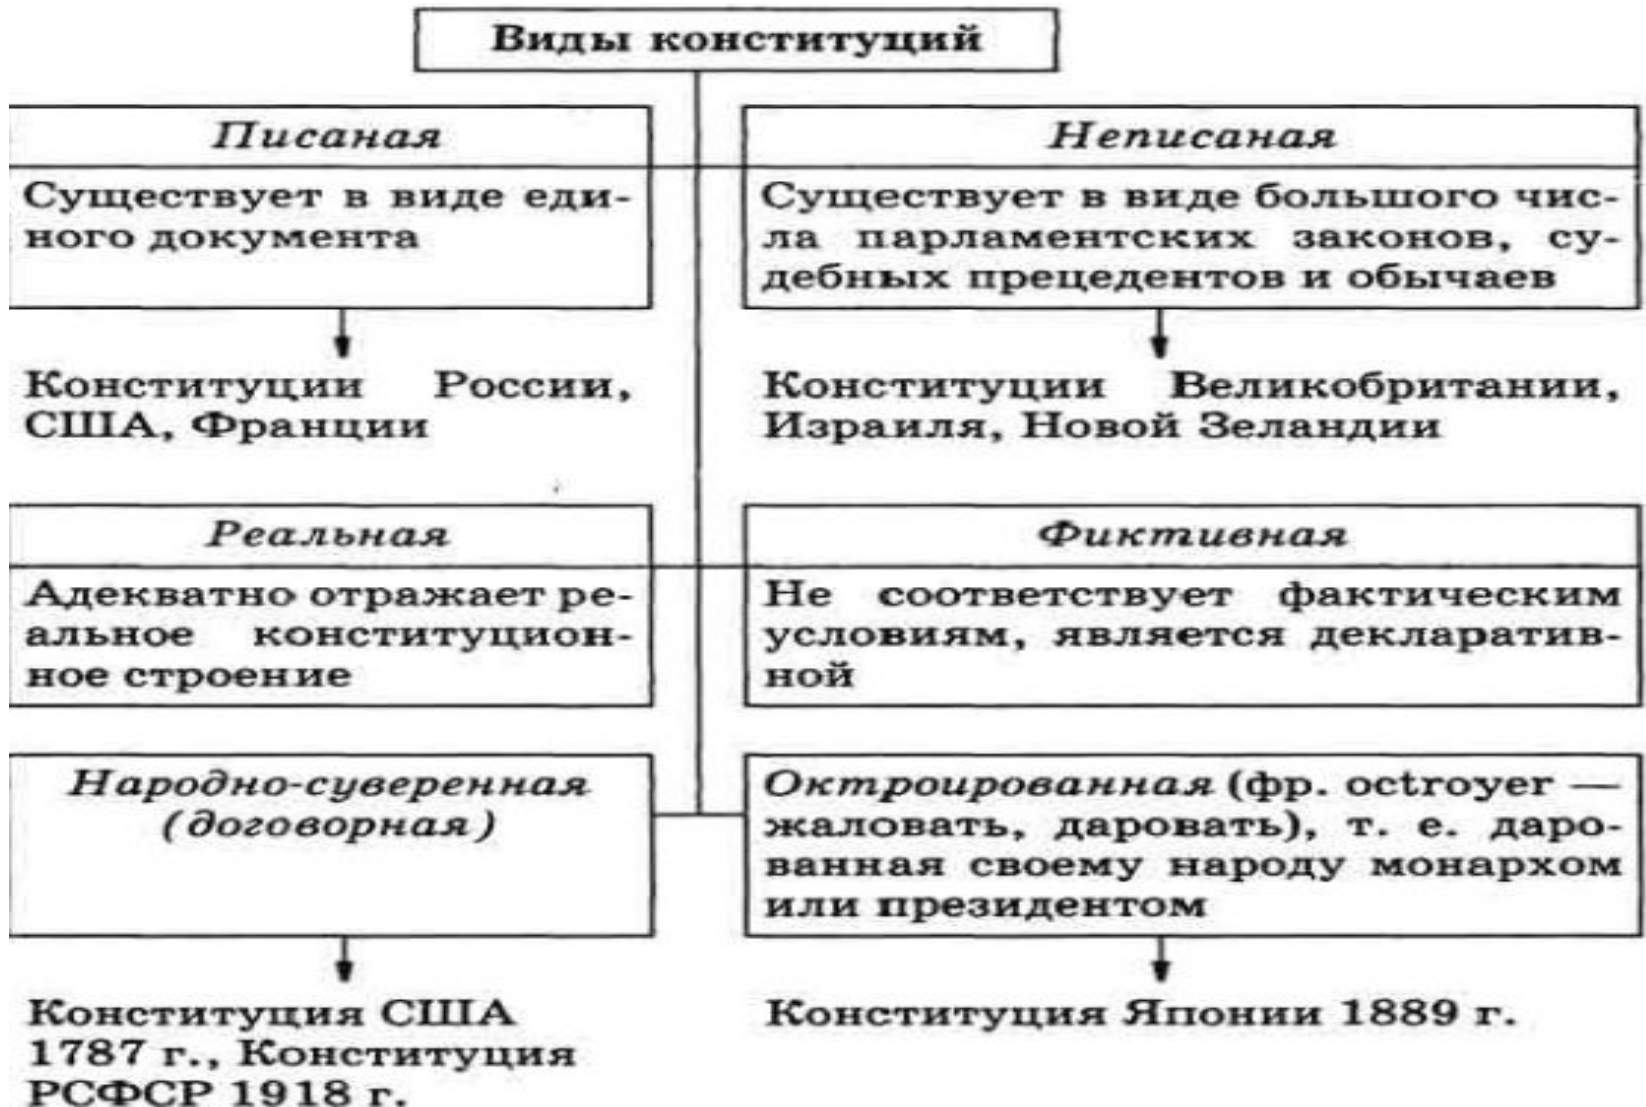 Виды конституций
Писаная
Существует в виде еди-
ного документа
Конституции России,
США, Франции
Неписаная
Существует в виде большого чис-
ла парламентских законов, су-
дебных прецедентов и обычаев
Конституции Великобритании,
Израиля, Новой Зеландии
Реальная
Адекватно отражает ре-
альное конституцион-
ное строение
Фиктивная
Не соответствует фактическим
условиям, является декларатив-
ной
Народно-суверенная
(договорная)
Конституция США
1787 г., Конституция
РСФСР 1918 г.
Октроированная (фр. octroyer —
жаловать, даровать), т. е. даро-
ванная своему народу монархом
или президентом
Конституция Японии 1889 г.